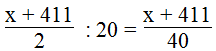 (x + 411)/2 : 20 = (x + 411)/40